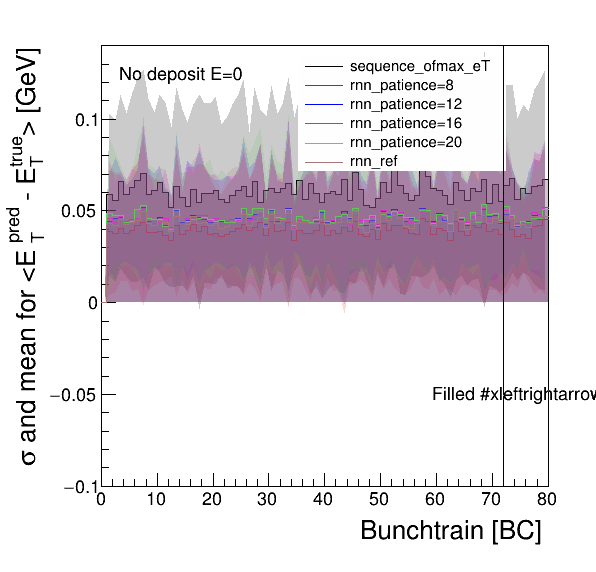 No deposit E=0
sequence_ofmax_eT
rnn_patience=8
rnn_patience=12
rnn_patience=16
rnn_patience=20
rnn_ref
σ and mean for <E_T^pred - E_T^true> [GeV]
0.1
0.05
0
−0.05
−0.1
Filled #xleftrightarrow
0 10 20 30 40 50 60 70 80
Bunchtrain [BC]